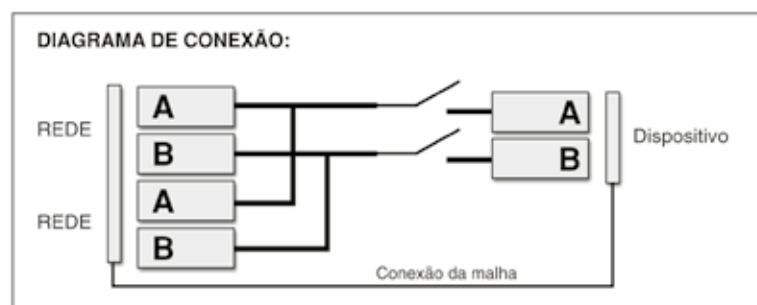 DIAGRAMA DE CONEXÃO:
REDE
A
B
REDE
A
B
A
B
Dispositivo
Conexão da malha